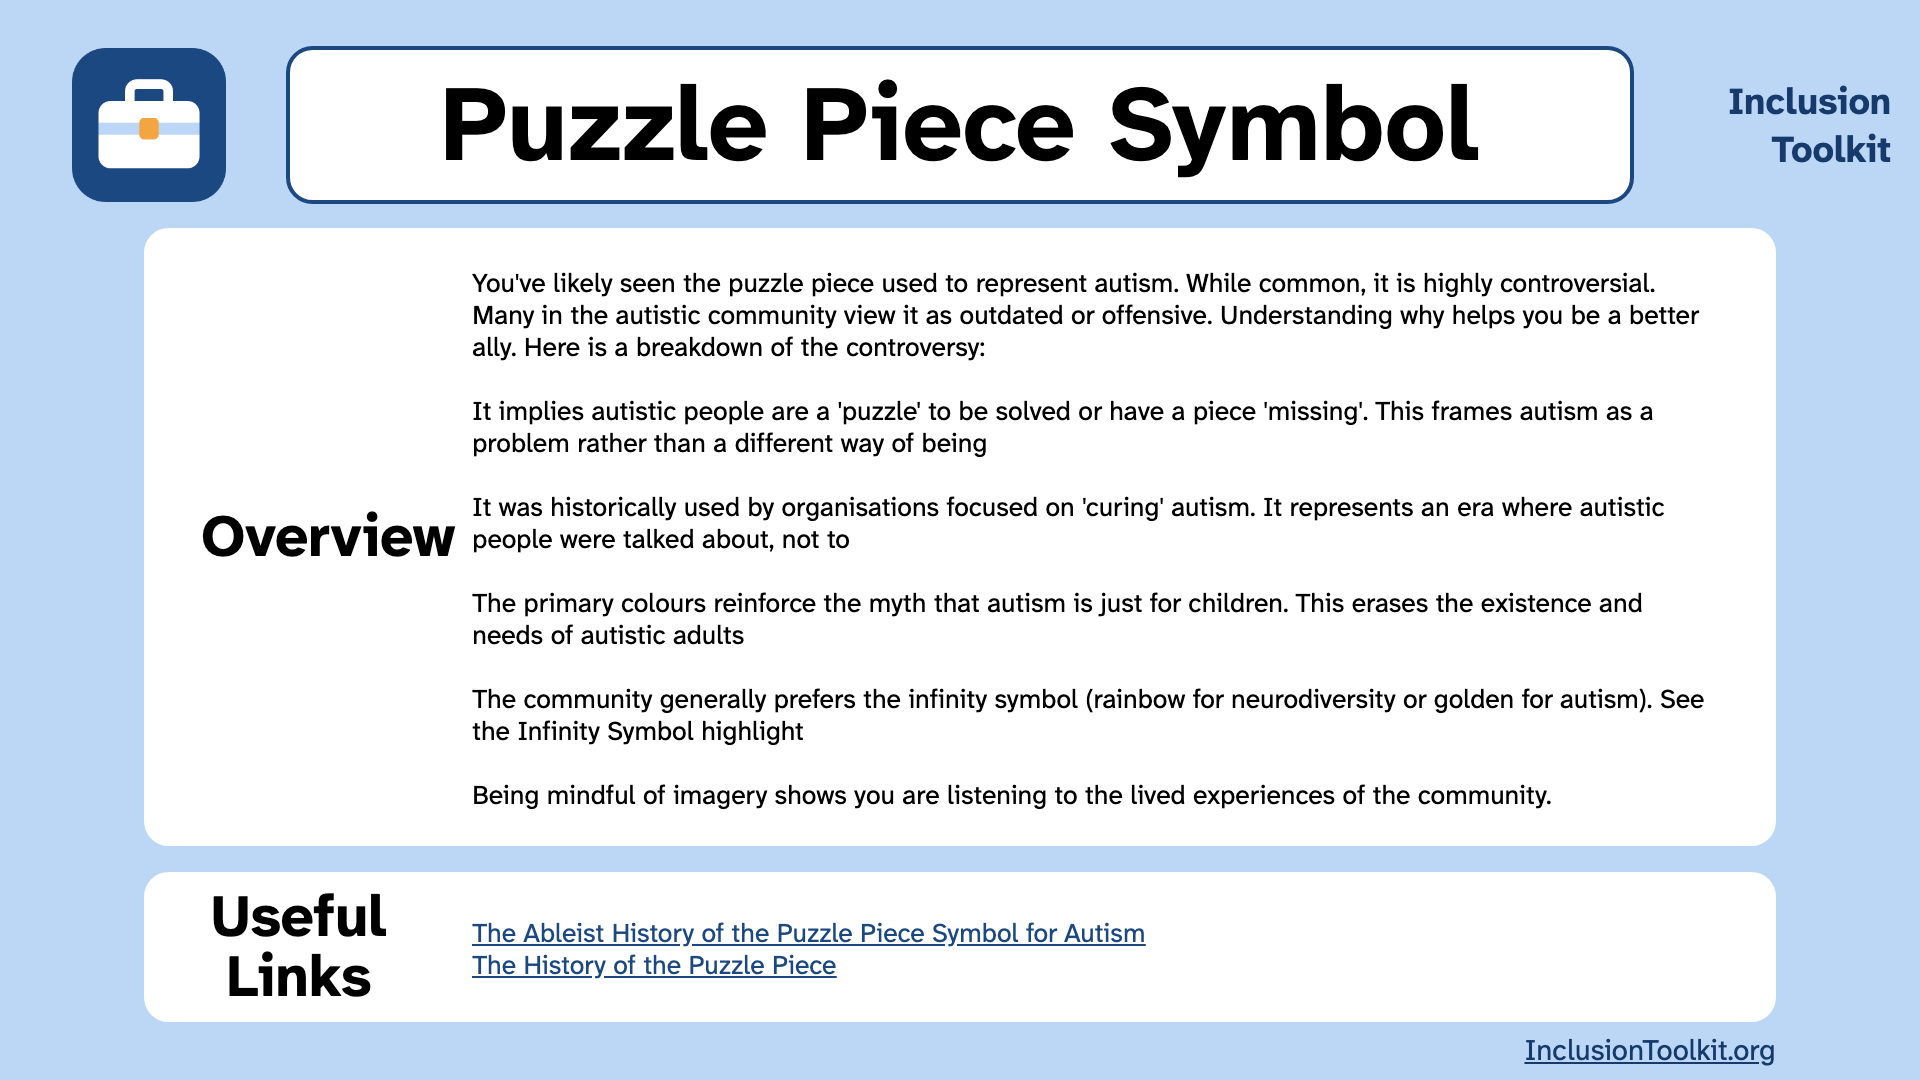 Puzzle Piece Symbol
Inclusion
Toolkit
Overview
You've likely seen the puzzle piece used to represent autism. While common, it is highly controversial.
Many in the autistic community view it as outdated or offensive. Understanding why helps you be a better
ally. Here is a breakdown of the controversy:
It implies autistic people are a 'puzzle' to be solved or have a piece 'missing'. This frames autism as a
problem rather than a different way of being
It was historically used by organisations focused on 'curing' autism. It represents an era where autistic
people were talked about, not to
The primary colours reinforce the myth that autism is just for children. This erases the existence and
needs of autistic adults
The community generally prefers the infinity symbol (rainbow for neurodiversity or golden for autism). See
the Infinity Symbol highlight
Being mindful of imagery shows you are listening to the lived experiences of the community.
Useful
Links
The Ableist History of the Puzzle Piece Symbol for Autism
The History of the Puzzle Piece
InclusionToolkit.org